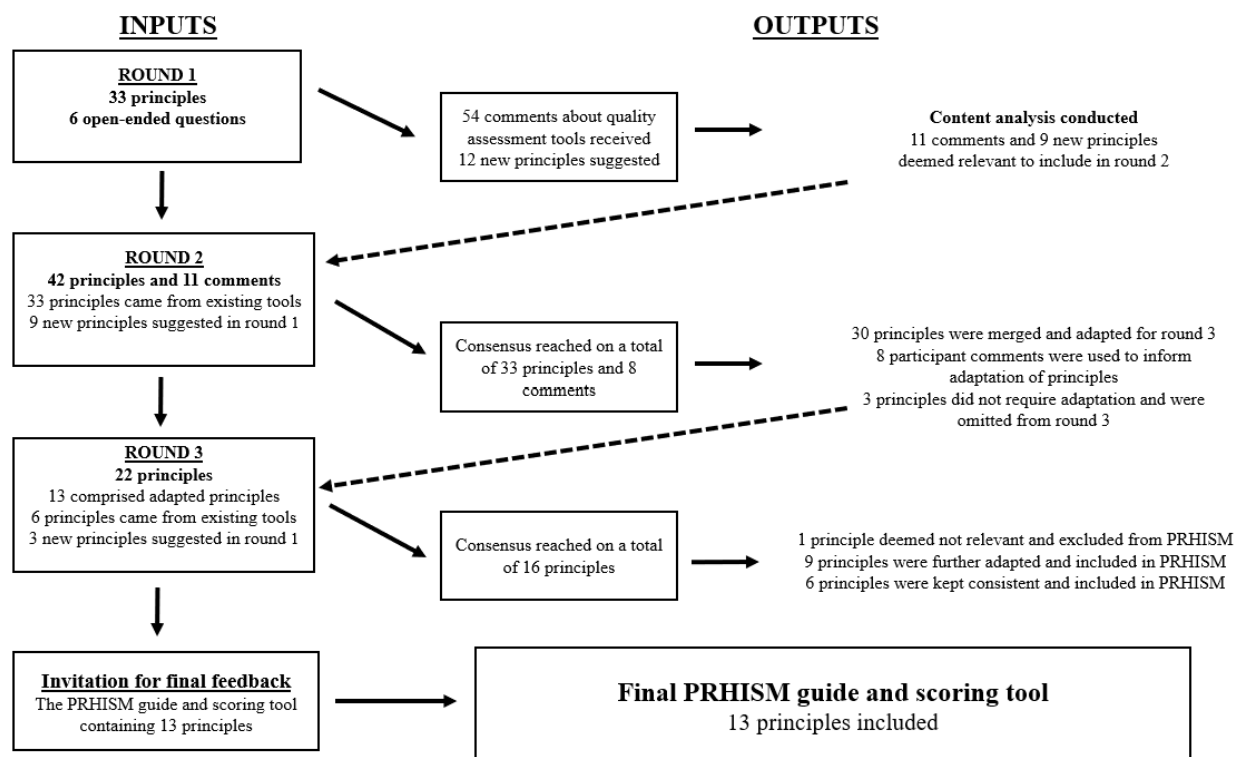 INPUTS
OUTPUTS
ROUND 1
33 principles
6 open-ended questions
54 comments about quality
assessment tools received
12 new principles suggested
Content analysis conducted
11 comments and 9 new principles
deemed relevant to include in round 2
ROUND 2
42 principles and 11 comments
33 principles came from existing tools
9 new principles suggested in round 1
Consensus reached on a total
of 33 principles and 8
comments
30 principles were merged and adapted for round 3
8 participant comments were used to inform
adaptation of principles
3 principles did not require adaptation and were
omitted from round 3
ROUND 3
22 principles
13 comprised adapted principles
6 principles came from existing tools
3 new principles suggested in round 1
Consensus reached on a total
of 16 principles
1 principle deemed not relevant and excluded from PRHISM
9 principles were further adapted and included in PRHISM
6 principles were kept consistent and included in PRHISM
Invitation for final feedback
The PRHISM guide and scoring tool
containing 13 principles
Final PRHISM guide and scoring tool
13 principles included